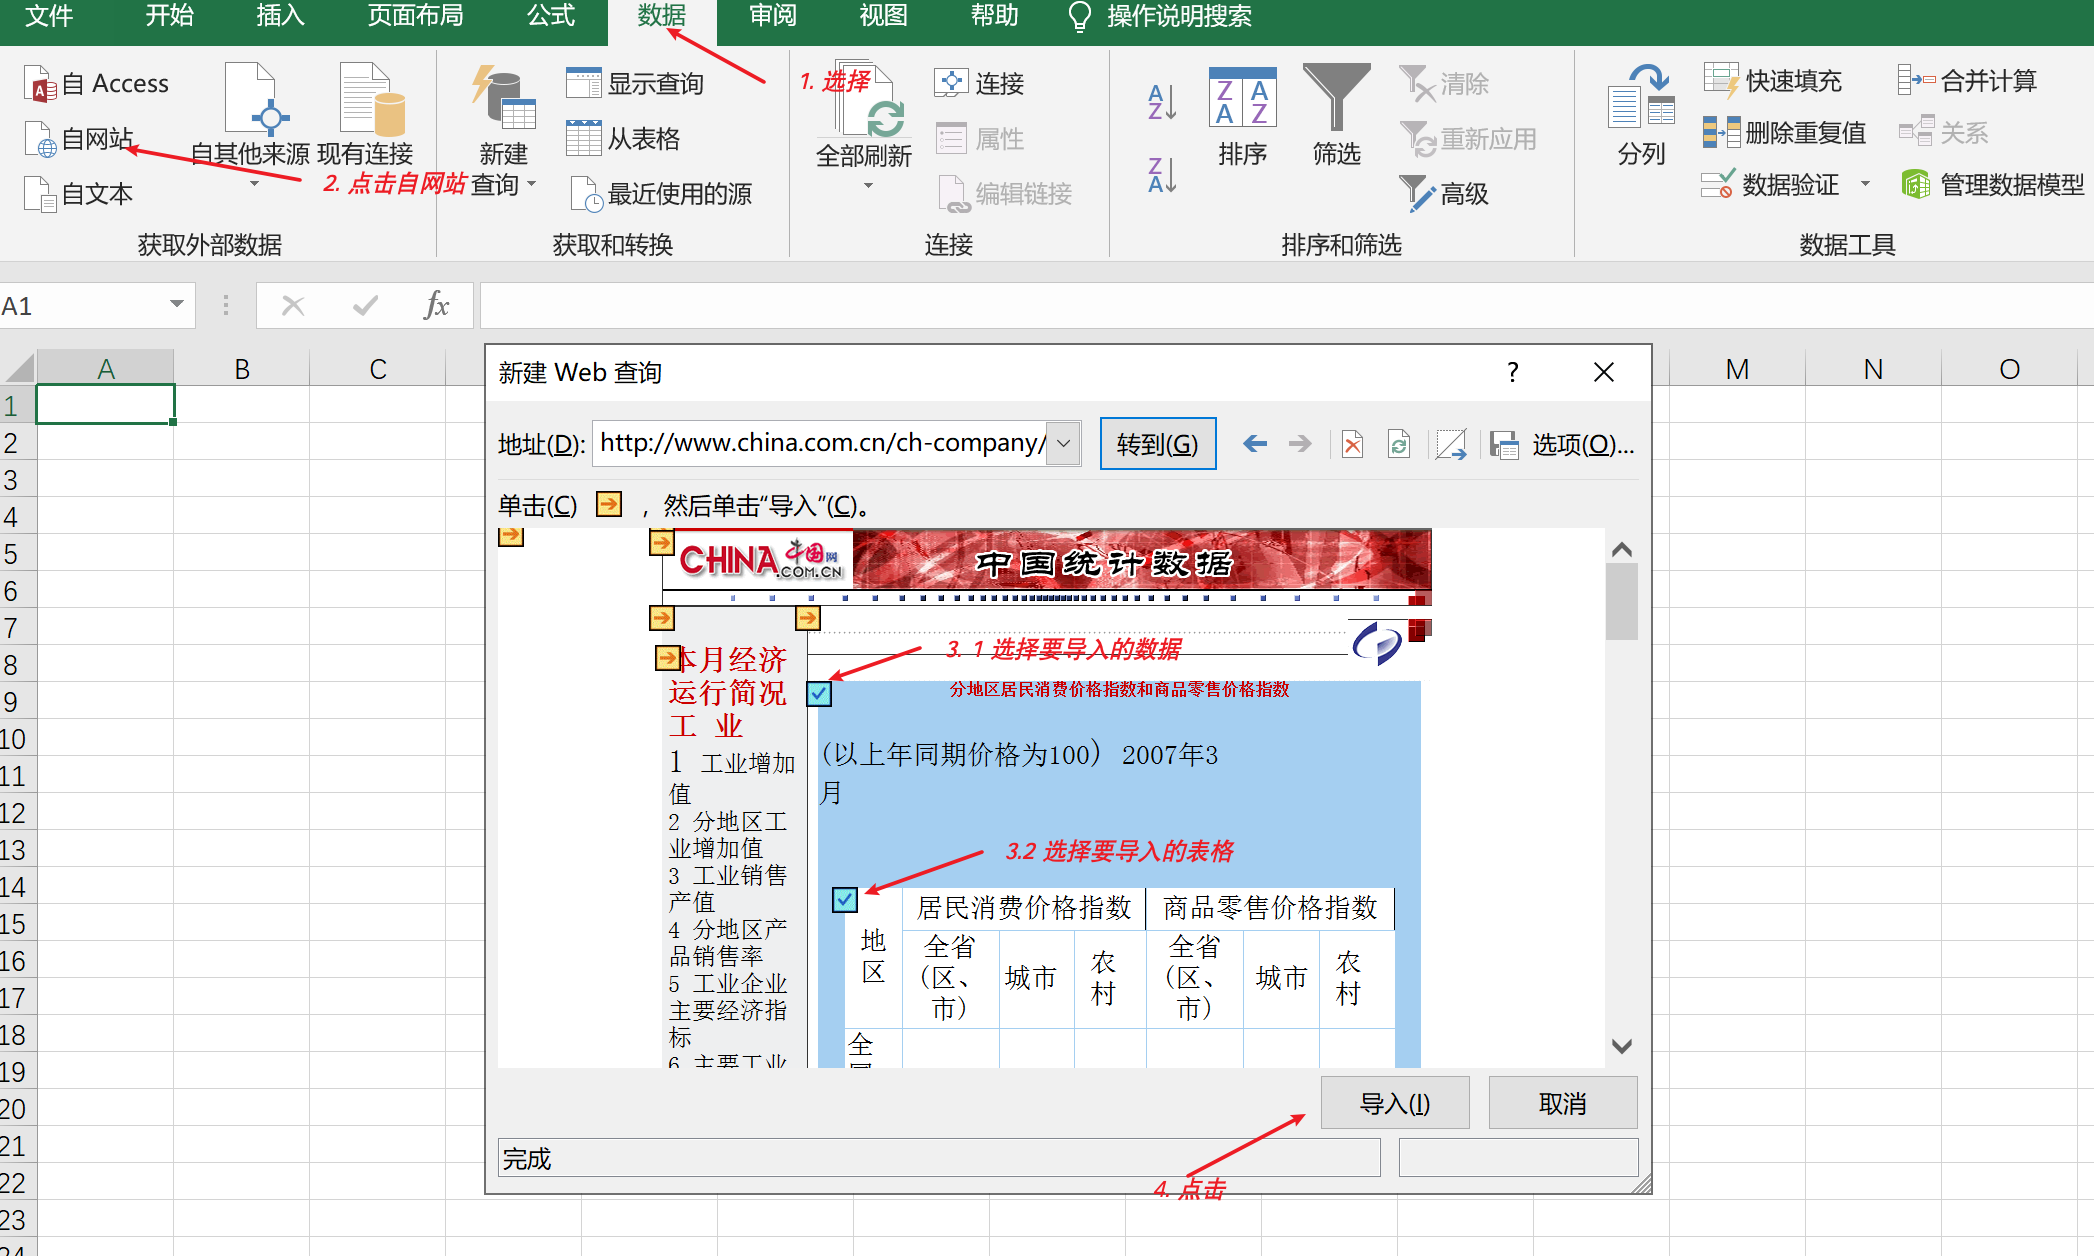 文件 开始 插入 页面布局 公式 数据 审阅 视图 帮助 操作说明搜索
自 Access
自网站
自文本
自其他来源
现有连接
获取外部数据
新建
查询
显示查询
从表格
最近使用的源
获取和转换
全部刷新
连接
属性
编辑链接
连接
排序
筛选
清除
重新应用
高级
排序和筛选
分列
快速填充
删除重复值
数据验证
合并计算
关系
管理数据模型
数据工具
1. 选择
2. 点击自网站
A1
fx
A B C M N O
1
2
3
4
5
6
7
8
9
10
11
12
13
14
15
16
17
18
19
20
21
22
23
24
新建 Web 查询
地址(D): http://www.china.com.cn/ch-company/ 转到(G) 选项(O)...
单击(C) ，然后单击“导入”(C)。
CHINA 中国网
.COM.CN
中国统计数据
本月经济
运行简况
工 业
1 工业增加
值
2 分地区工
业增加值
3 工业销售
产值
4 分地区产
品销售率
5 工业企业
主要经济指
标
6 主要工业
3. 1 选择要导入的数据
分地区居民消费价格指数和商品零售价格指数
(以上年同期价格为100) 2007年3
月
3.2 选择要导入的表格
地
区
居民消费价格指数 商品零售价格指数
全省
(区、
市)
城市
农
村
全省
(区、
市)
城市
农
村
全
导入(I) 取消
完成
4. 点击